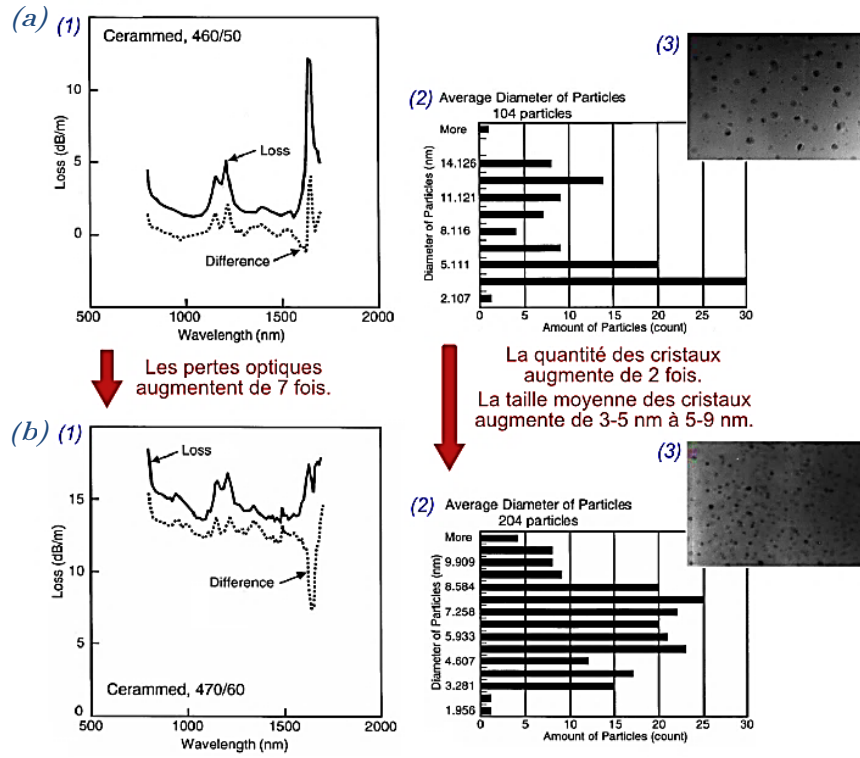 (a) (1)
Cerammed, 460/50
10
5
0
Loss (dB/m)
Loss
Difference
500
1000
1500
2000
Wavelength (nm)
(2) Average Diameter of Particles
104 particles
(3)
More
14.126
11.121
8.116
5.111
2.107
Diameter of Particles (nm)
0
5
10
15
20
25
30
Amount of Particles (count)
Les pertes optiques
augmentent de 7 fois.
La quantité des cristaux
augmente de 2 fois.
La taille moyenne des cristaux
augmente de 3-5 nm à 5-9 nm.
(b) (1)
15
10
5
0
Loss (dB/m)
Loss
Difference
Cerammed, 470/60
500
1000
1500
2000
Wavelength (nm)
(2) Average Diameter of Particles
204 particles
(3)
More
9.909
8.584
7.258
5.933
4.607
3.281
1.956
Diameter of Particles (nm)
0
5
10
15
20
25
30
Amount of Particles (count)